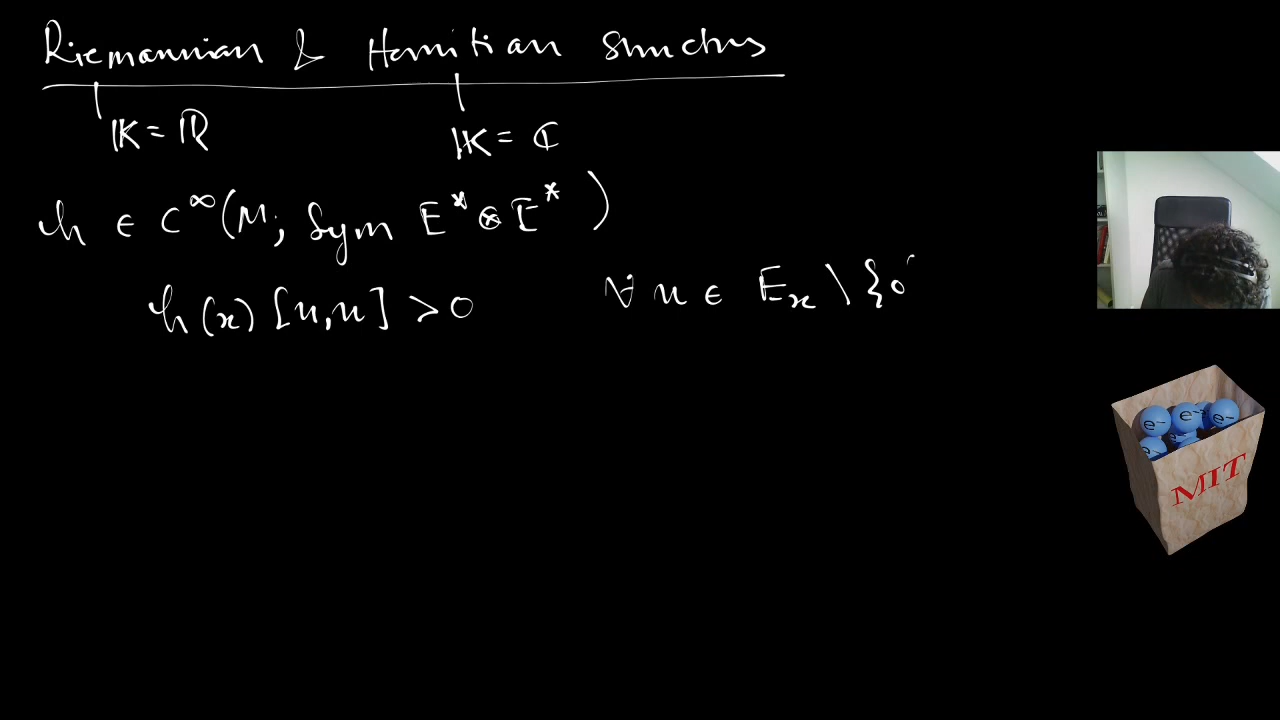 Riemannian & Hermitian Structures
𝕂 = ℝ 𝕂 = ℂ
h ∈ C^∞(M; Sym E* ⊗ E*)
h(x)[u,u] > 0 ∀ u ∈ E_x \ {0
e⁻ e⁻ e⁻
e⁻
MIT